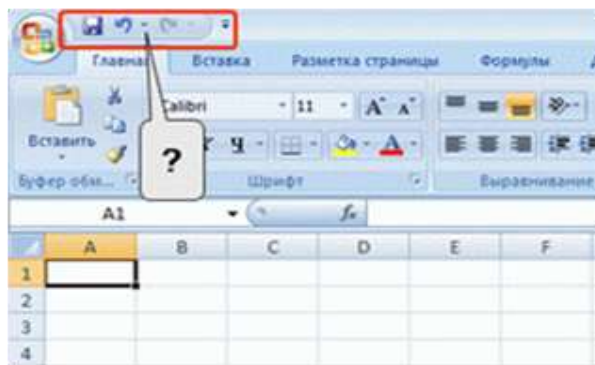 Главная Вставка Разметка страницы Формулы
Calibri 11 A A
Вставить
?
Ч A
Буфер обм... Шрифт Выравнивание
A1 fx
A B C D E F
1
2
3
4